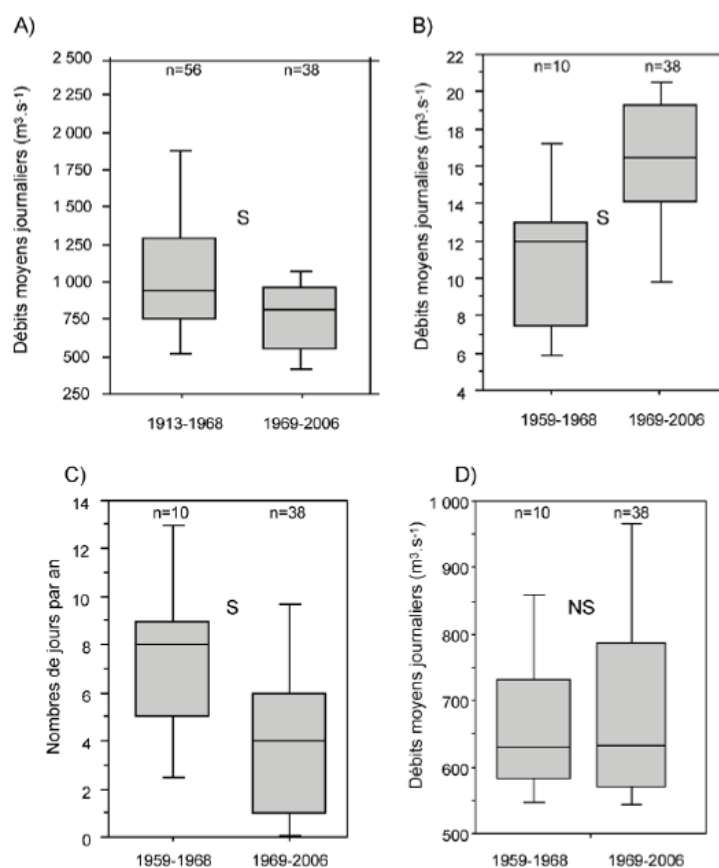 A)
Débits moyens journaliers (m³.s⁻¹)
2 500
2 250
2 000
1 750
1 500
1 250
1 000
750
500
250
n=56 n=38
S
1913-1968 1969-2006
B)
Débits moyens journaliers (m³.s⁻¹)
22
20
18
16
14
12
10
8
6
4
n=10 n=38
S
1959-1968 1969-2006
C)
Nombres de jours par an
14
12
10
8
6
4
2
0
n=10 n=38
S
1959-1968 1969-2006
D)
Débits moyens journaliers (m³.s⁻¹)
1 000
900
800
700
600
500
n=10 n=38
NS
1959-1968 1969-2006